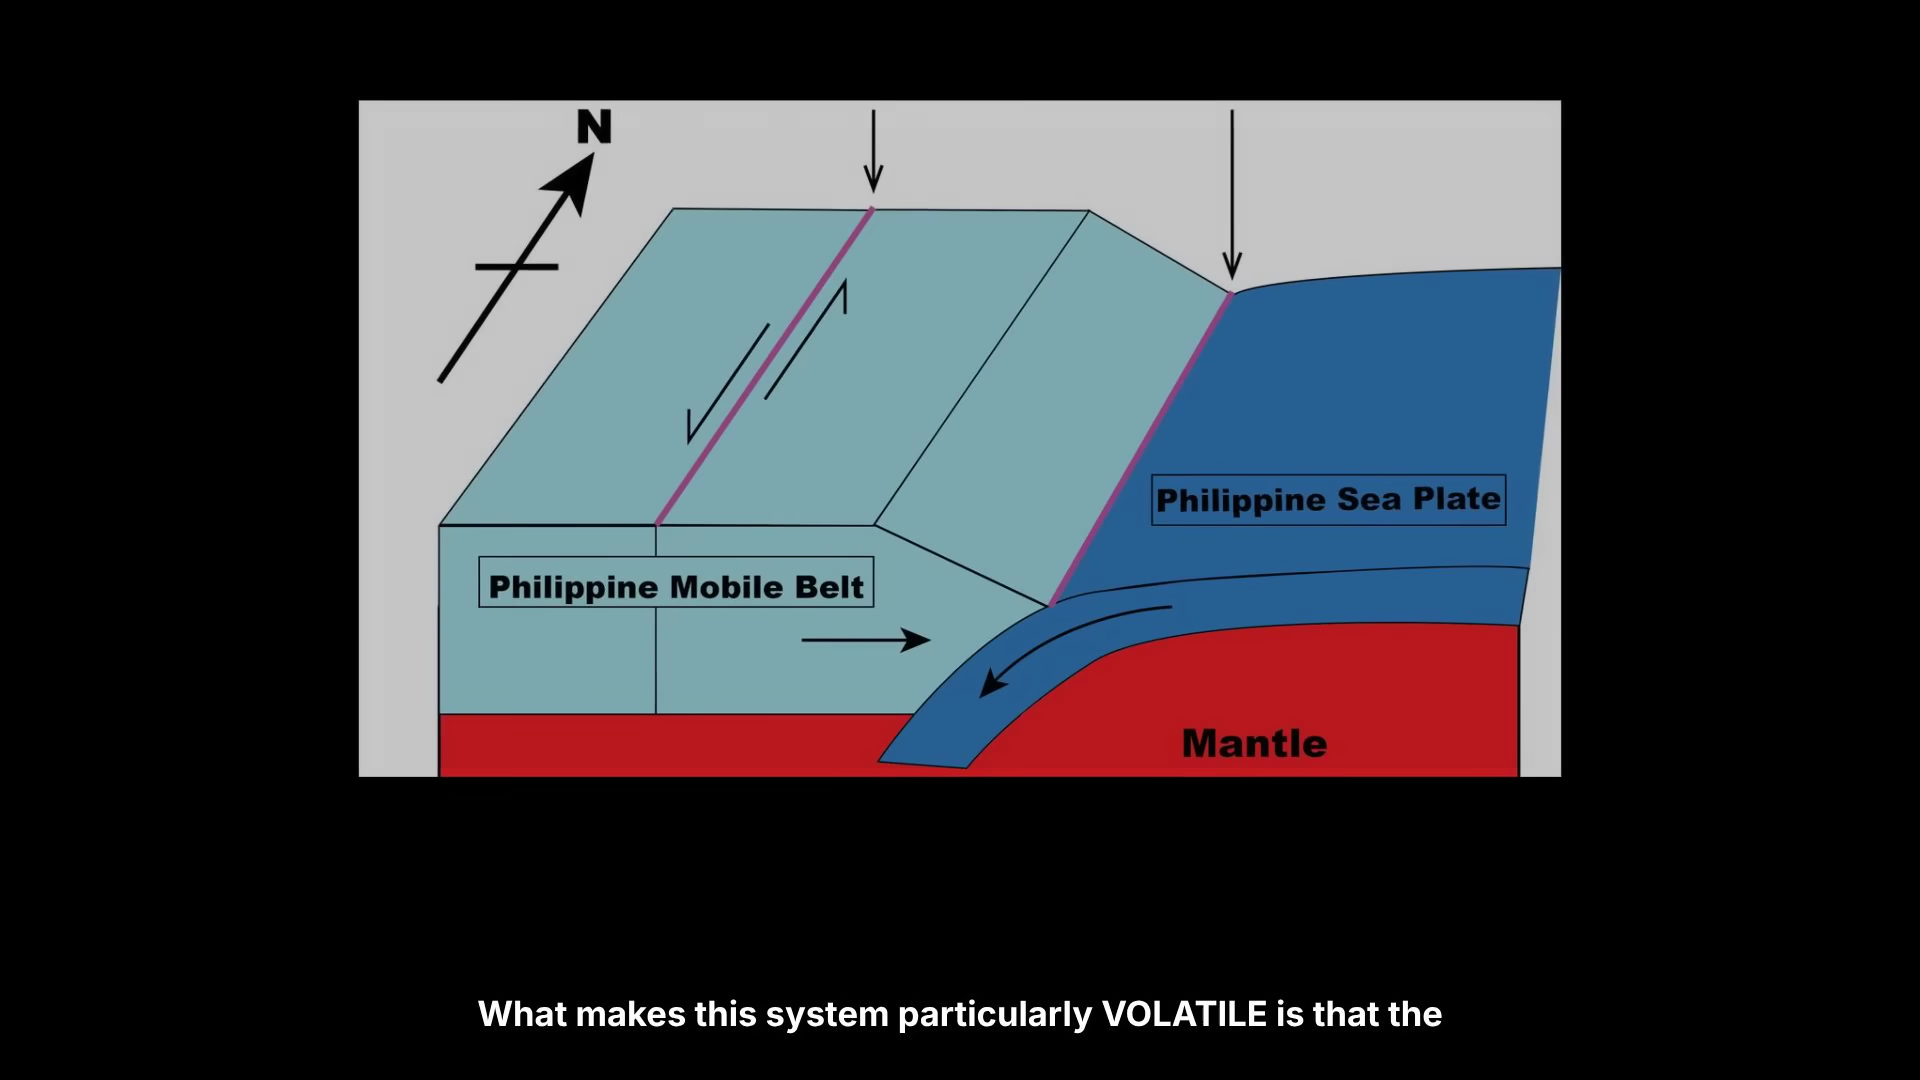 N
Philippine Sea Plate
Philippine Mobile Belt
Mantle
What makes this system particularly VOLATILE is that the